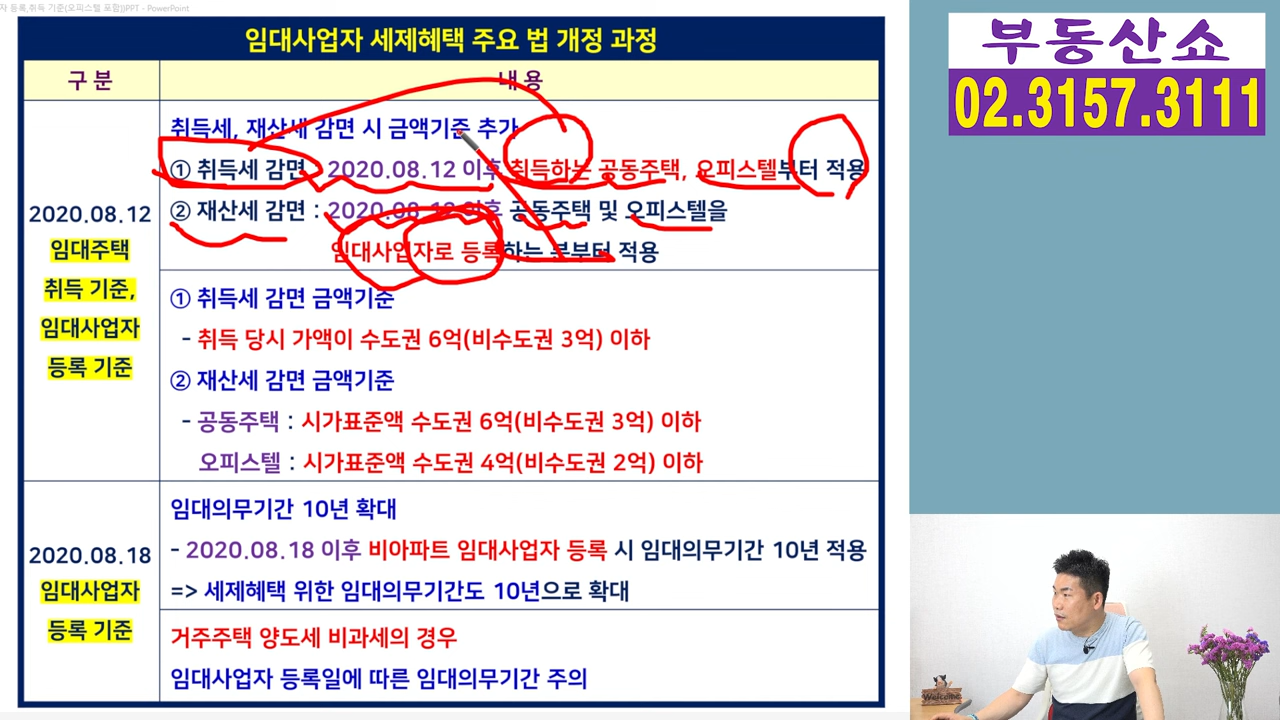 자 등록,취득 기준(오피스텔 포함))PPT - PowerPoint
임대사업자 세제혜택 주요 법 개정 과정
구 분
내 용
2020.08.12
임대주택
취득 기준,
임대사업자
등록 기준
취득세, 재산세 감면 시 금액기준 추가
① 취득세 감면 : 2020.08.12 이후 취득하는 공동주택, 오피스텔부터 적용
② 재산세 감면 : 2020.08.12 이후 공동주택 및 오피스텔을
임대사업자로 등록하는 분부터 적용
① 취득세 감면 금액기준
- 취득 당시 가액이 수도권 6억(비수도권 3억) 이하
② 재산세 감면 금액기준
- 공동주택 : 시가표준액 수도권 6억(비수도권 3억) 이하
오피스텔 : 시가표준액 수도권 4억(비수도권 2억) 이하
2020.08.18
임대사업자
등록 기준
임대의무기간 10년 확대
- 2020.08.18 이후 비아파트 임대사업자 등록 시 임대의무기간 10년 적용
=> 세제혜택 위한 임대의무기간도 10년으로 확대
거주주택 양도세 비과세의 경우
임대사업자 등록일에 따른 임대의무기간 주의
부동산쇼
02.3157.3111
Welcome